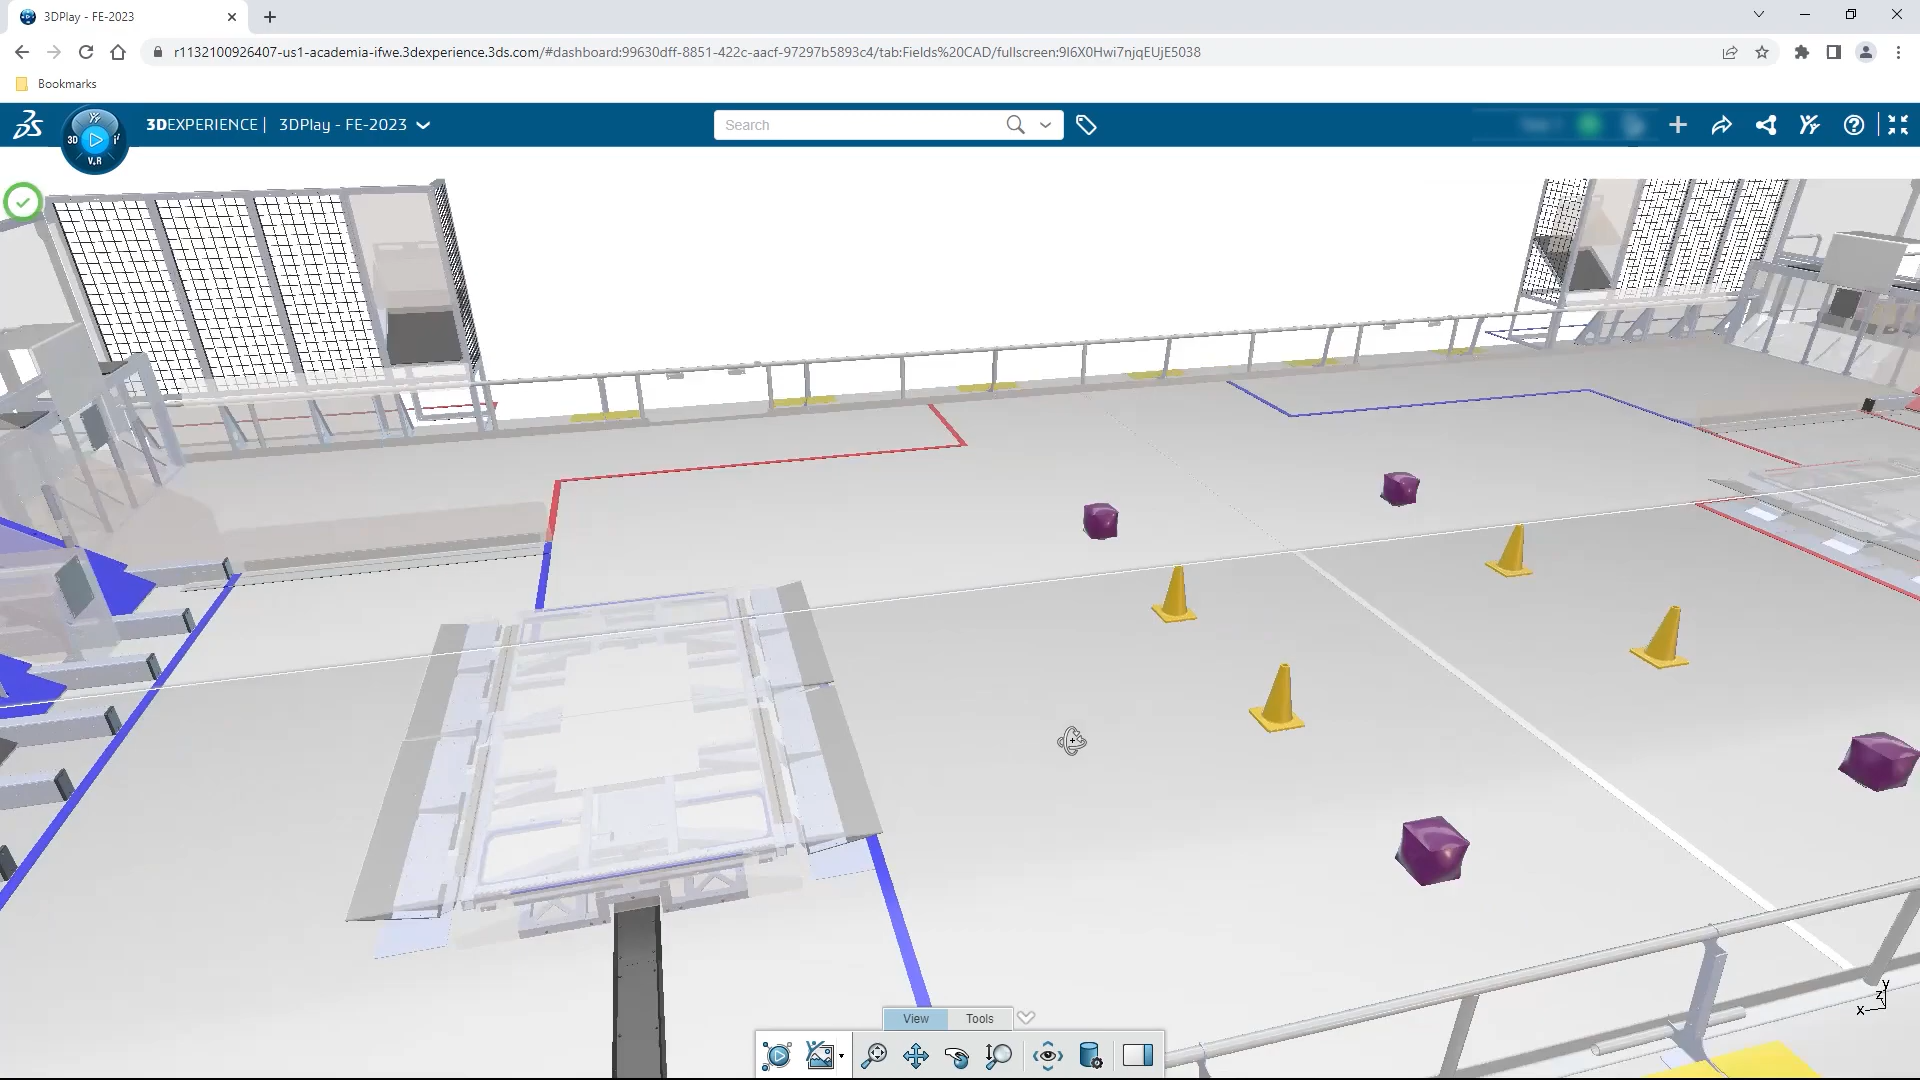 3DPlay - FE-2023
r1132100926407-us1-academia-ifwe.3dexperience.3ds.com/#dashboard:99630dff-8851-422c-aacf-97297b5893c4/tab:Fields%20CAD/fullscreen:9I6X0Hwi7njqEUjE5038
Bookmarks
3DEXPERIENCE | 3DPlay - FE-2023
Search
3D
V.R
View
Tools
y
z
x